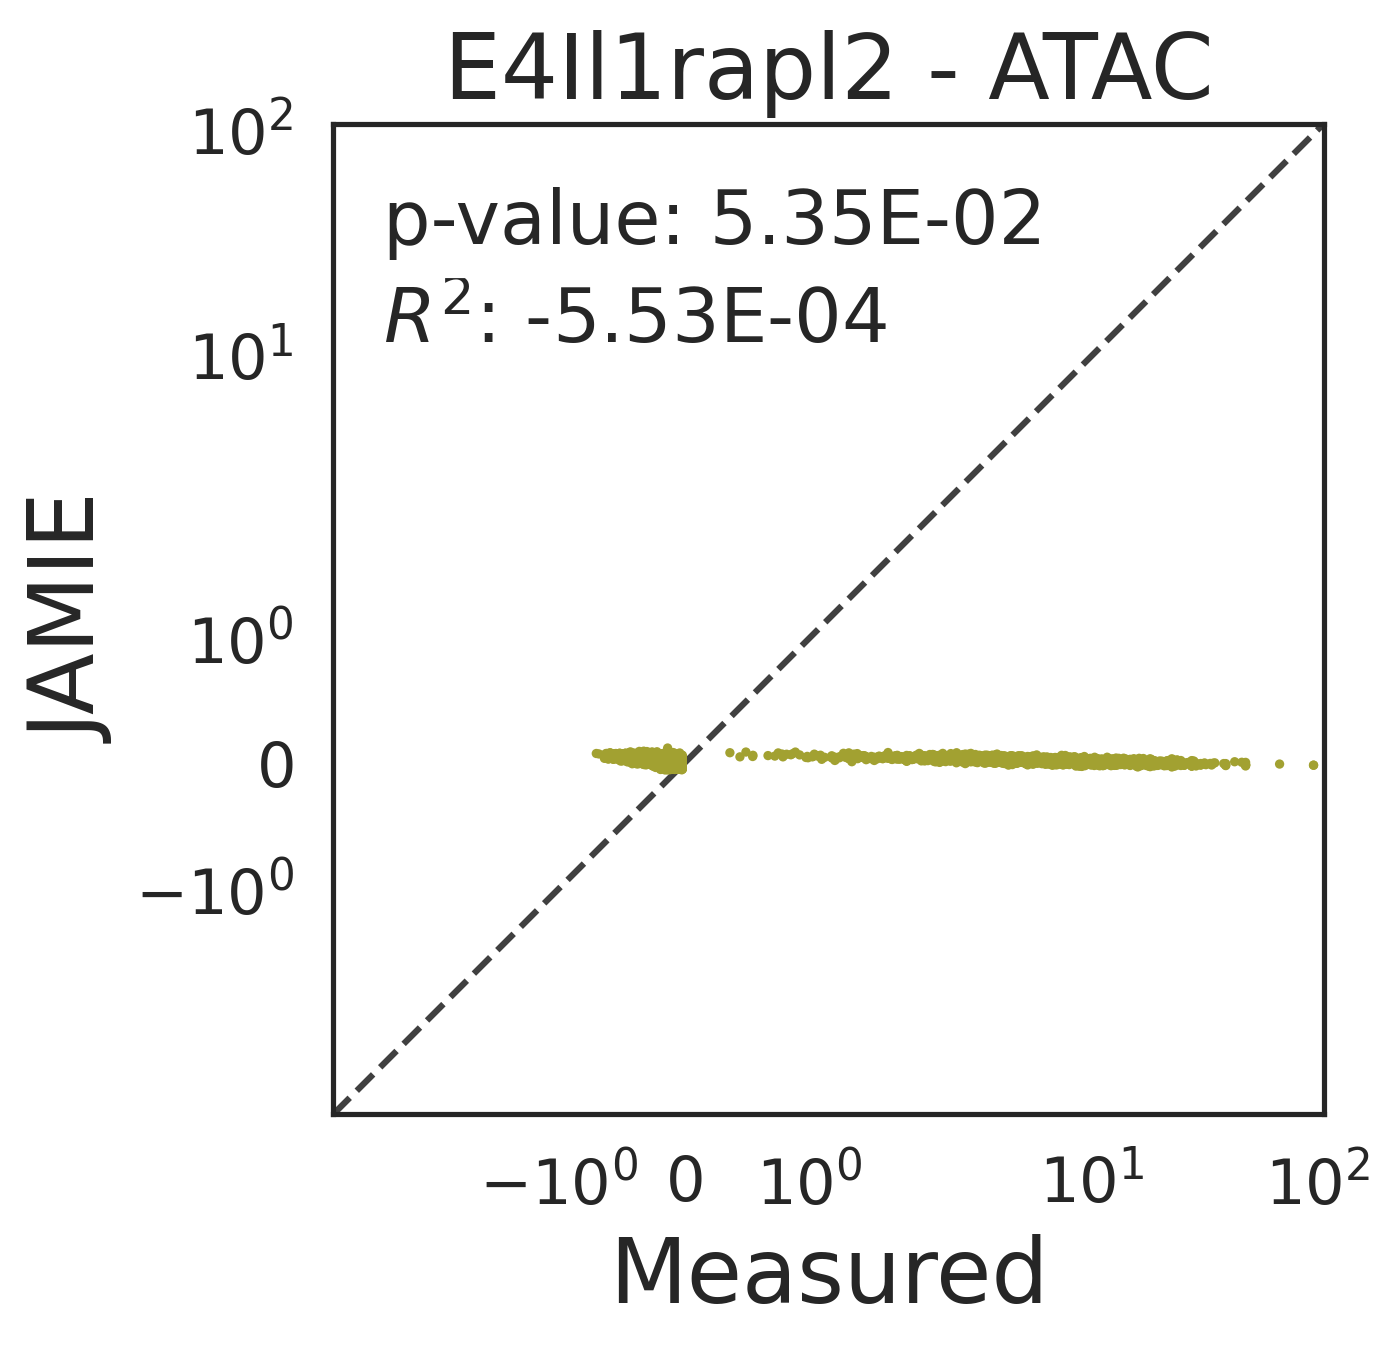 E4Il1rapl2 - ATAC
10²
p-value: 5.35E-02
R²: -5.53E-04
10¹
JAMIE
10⁰
0
−10⁰
−10⁰ 0 10⁰ 10¹ 10²
Measured